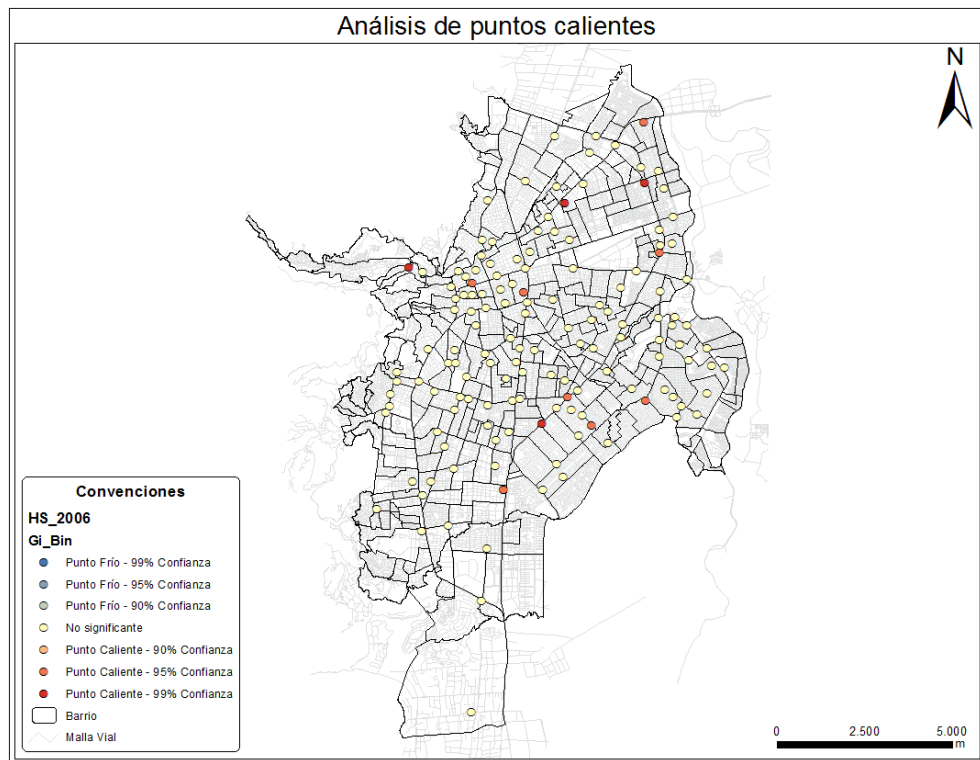 Análisis de puntos calientes
N
Convenciones
HS_2006
Gi_Bin
Punto Frío - 99% Confianza
Punto Frío - 95% Confianza
Punto Frío - 90% Confianza
No significante
Punto Caliente - 90% Confianza
Punto Caliente - 95% Confianza
Punto Caliente - 99% Confianza
Barrio
Malla Vial
0 2.500 5.000
m